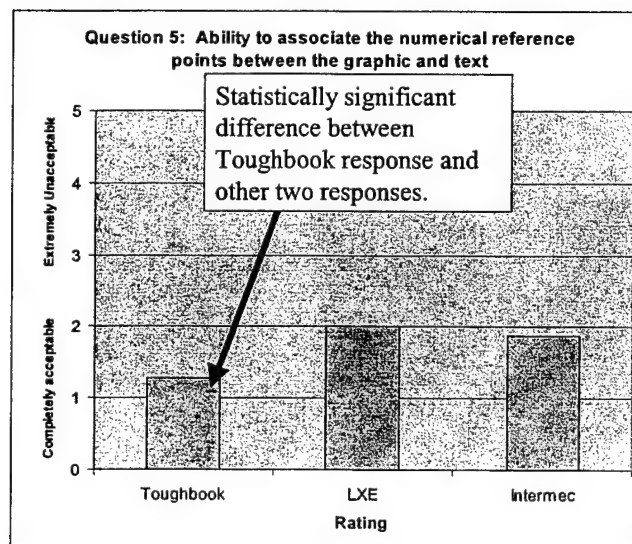 Question 5: Ability to associate the numerical reference
points between the graphic and text
Statistically significant
difference between
Toughbook response and
other two responses.
Extremely Unacceptable
Completely acceptable
5
4
3
2
1
0
Toughbook
LXE
Intermec
Rating